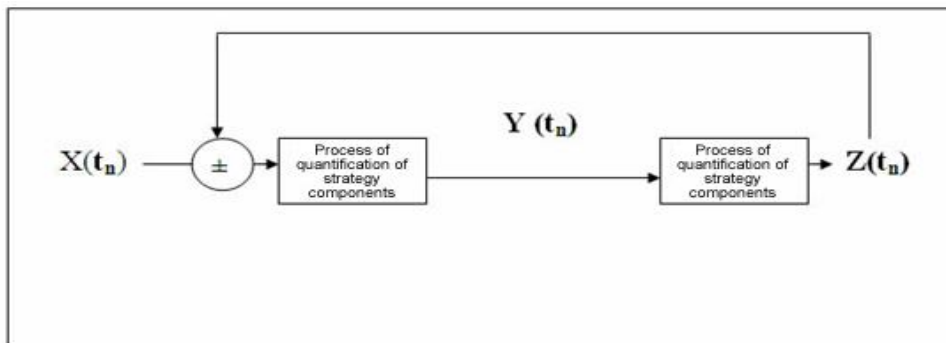 Y (tn)
X(tn)
±
Process of
quantification of
strategy
components
Process of
quantification of
strategy
components
Z(tn)